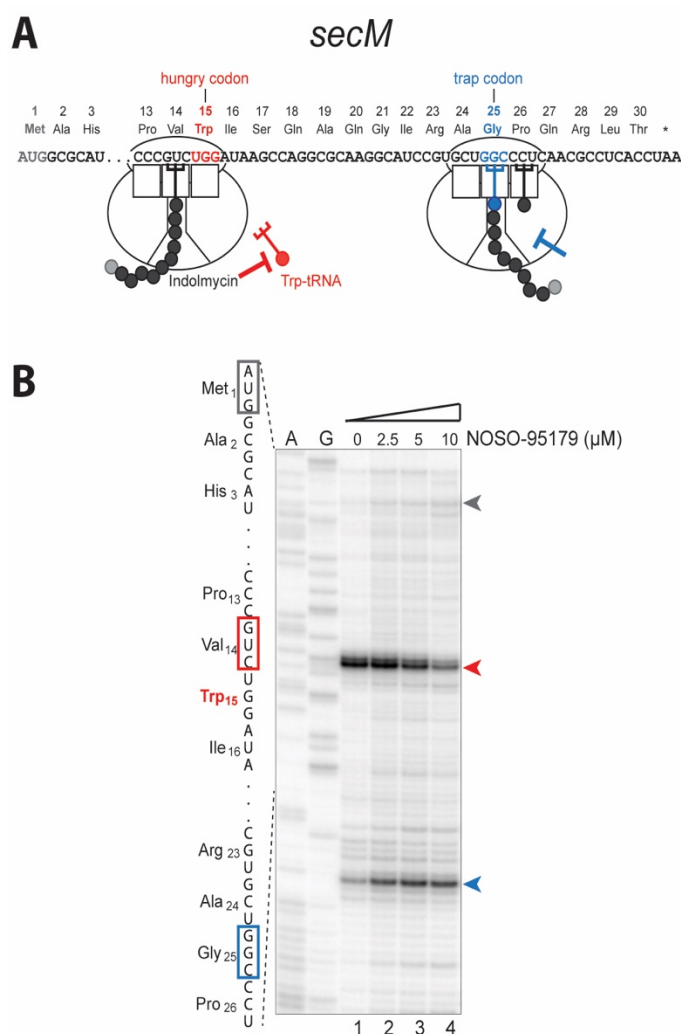 A
secM
hungry codon
trap codon
1 2 3 13 14 15 16 17 18 19 20 21 22 23 24 25 26 27 28 29 30
Met Ala His Pro Val Trp Ile Ser Gln Ala Gln Gly Ile Arg Ala Gly Pro Gln Arg Leu Thr *
AUGGCGCAU...CCCGUCUGGAUAAGCCAGGCGCAAGGCAUCCGUGCUGGCCCUCAACGCCUCACCUAA
Indolmycin
Trp-tRNA
B
A G 0 2.5 5 10 NOSO-95179 (µM)
A
Met1 U
G
G
Ala2 C
G
C
His3 A
U
.
.
.
C
Pro13 C
C
G
Val14 U
C
U
Trp15 G
G
A
Ile16 U
A
.
.
C
Arg23 G
U
G
Ala24 C
U
G
Gly25 G
C
C
Pro26 C
U
1 2 3 4